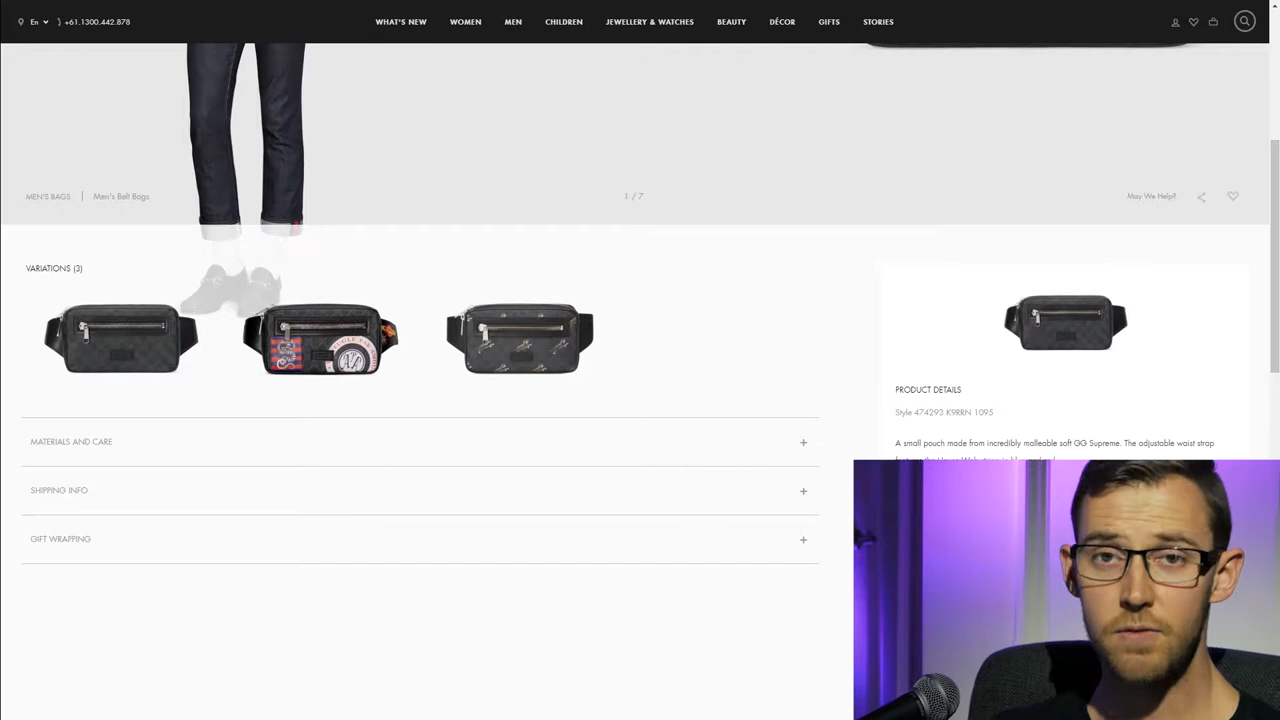 En
+61.1300.442.878
WHAT'S NEW
WOMEN
MEN
CHILDREN
JEWELLERY & WATCHES
BEAUTY
DÉCOR
GIFTS
STORIES
MEN'S BAGS
Men's Belt Bags
1 / 7
May We Help?
VARIATIONS (3)
PRODUCT DETAILS
Style 474293 K9RRN 1095
A small pouch made from incredibly malleable soft GG Supreme. The adjustable waist strap
MATERIALS AND CARE +
SHIPPING INFO +
GIFT WRAPPING +